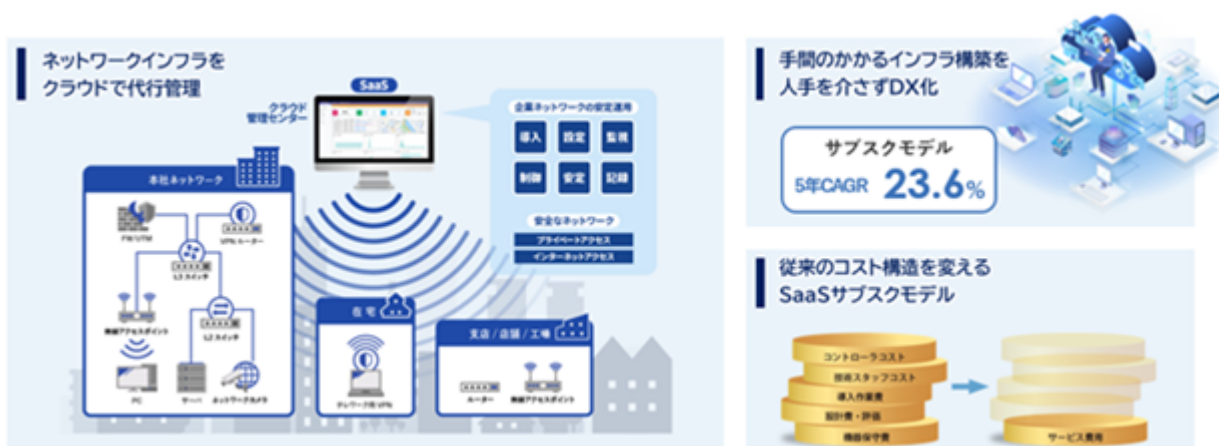 ネットワークインフラを
クラウドで代行管理
SaaS
クラウド
管理センター
企業ネットワークの安定運用
導入
設定
監視
制御
安定
記録
安全なネットワーク
プライベートアクセス
インターネットアクセス
本社ネットワーク
FW/UTM
VPNルーター
L3スイッチ
無線アクセスポイント
L2スイッチ
PC
サーバ
ネットワークカメラ
在宅
テレワーク用VPN
支店/店舗/工場
ルーター
無線アクセスポイント
手間のかかるインフラ構築を
人手を介さずDX化
サブスクモデル
5年CAGR 23.6%
従来のコスト構造を変える
SaaSサブスクモデル
コントローラコスト
技術スタッフコスト
導入作業費
設計費・評価
機器保守費
サービス費用